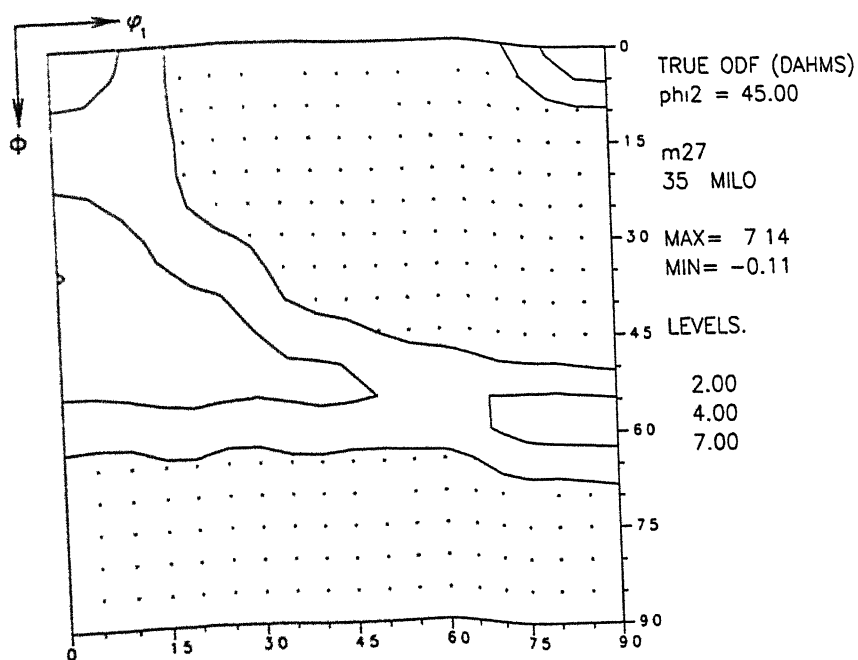 φ1
Φ
TRUE ODF (DAHMS)
phi2 = 45.00
m27
35 MILO
MAX= 7 14
MIN= -0.11
LEVELS.
2.00
4.00
7.00
0
15
30
45
60
75
90
0
15
30
45
60
75
90